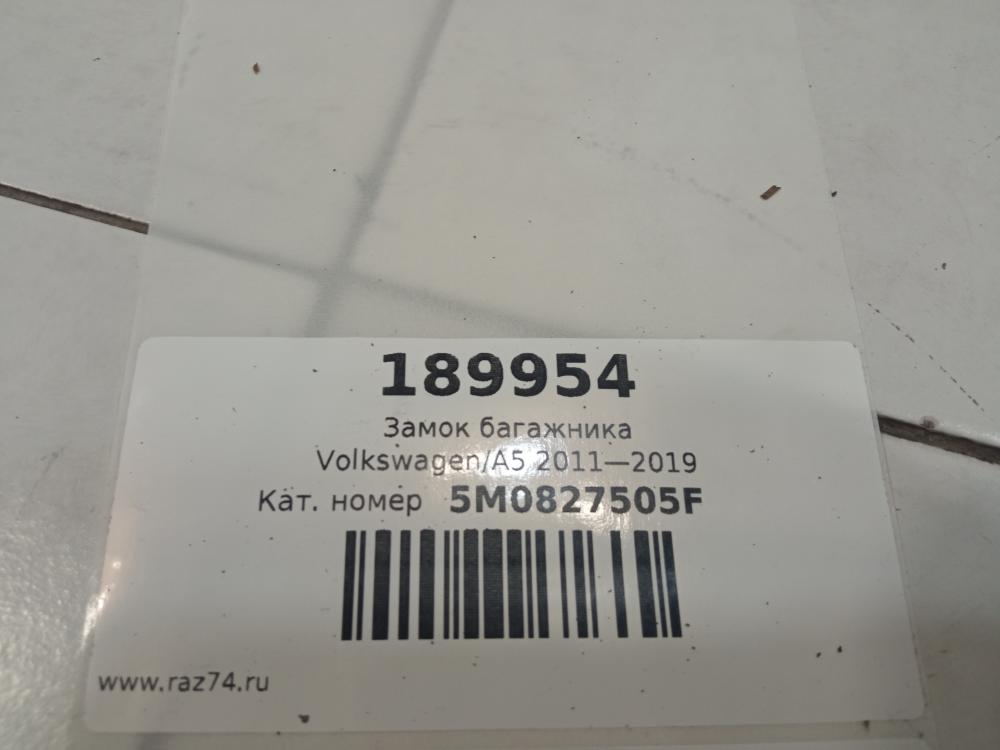 189954
Замок багажника
Volkswagen/A5 2011—2019
Кат. номер 5M0827505F
www.raz74.ru